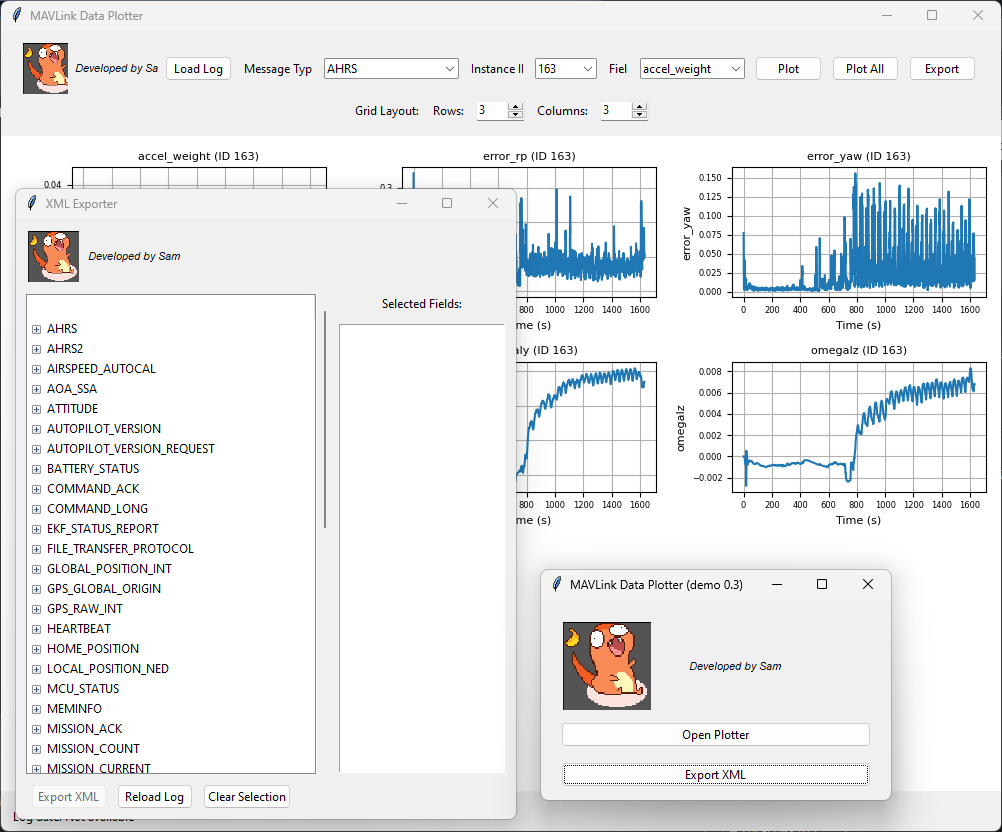 MAVLink Data Plotter
Developed by Sa
Load Log
Message Typ
AHRS
Instance II
163
Fiel
accel_weight
Plot
Plot All
Export
Grid Layout:
Rows:
3
Columns:
3
accel_weight (ID 163)
0.04
error_rp (ID 163)
0.3
800 1000 1200 1400 1600
me (s)
error_yaw (ID 163)
error_yaw
0.150
0.125
0.100
0.075
0.050
0.025
0.000
0 200 400 600 800 1000 1200 1400 1600
Time (s)
aly (ID 163)
800 1000 1200 1400 1600
me (s)
omegaIz (ID 163)
omegaIz
0.008
0.006
0.004
0.002
0.000
−0.002
0 200 400 600 800 1000 1200 1400 1600
Time (s)
XML Exporter
Developed by Sam
Selected Fields:
AHRS
AHRS2
AIRSPEED_AUTOCAL
AOA_SSA
ATTITUDE
AUTOPILOT_VERSION
AUTOPILOT_VERSION_REQUEST
BATTERY_STATUS
COMMAND_ACK
COMMAND_LONG
EKF_STATUS_REPORT
FILE_TRANSFER_PROTOCOL
GLOBAL_POSITION_INT
GPS_GLOBAL_ORIGIN
GPS_RAW_INT
HEARTBEAT
HOME_POSITION
LOCAL_POSITION_NED
MCU_STATUS
MEMINFO
MISSION_ACK
MISSION_COUNT
MISSION_CURRENT
Export XML
Reload Log
Clear Selection
MAVLink Data Plotter (demo 0.3)
Developed by Sam
Open Plotter
Export XML
Log date: Not available